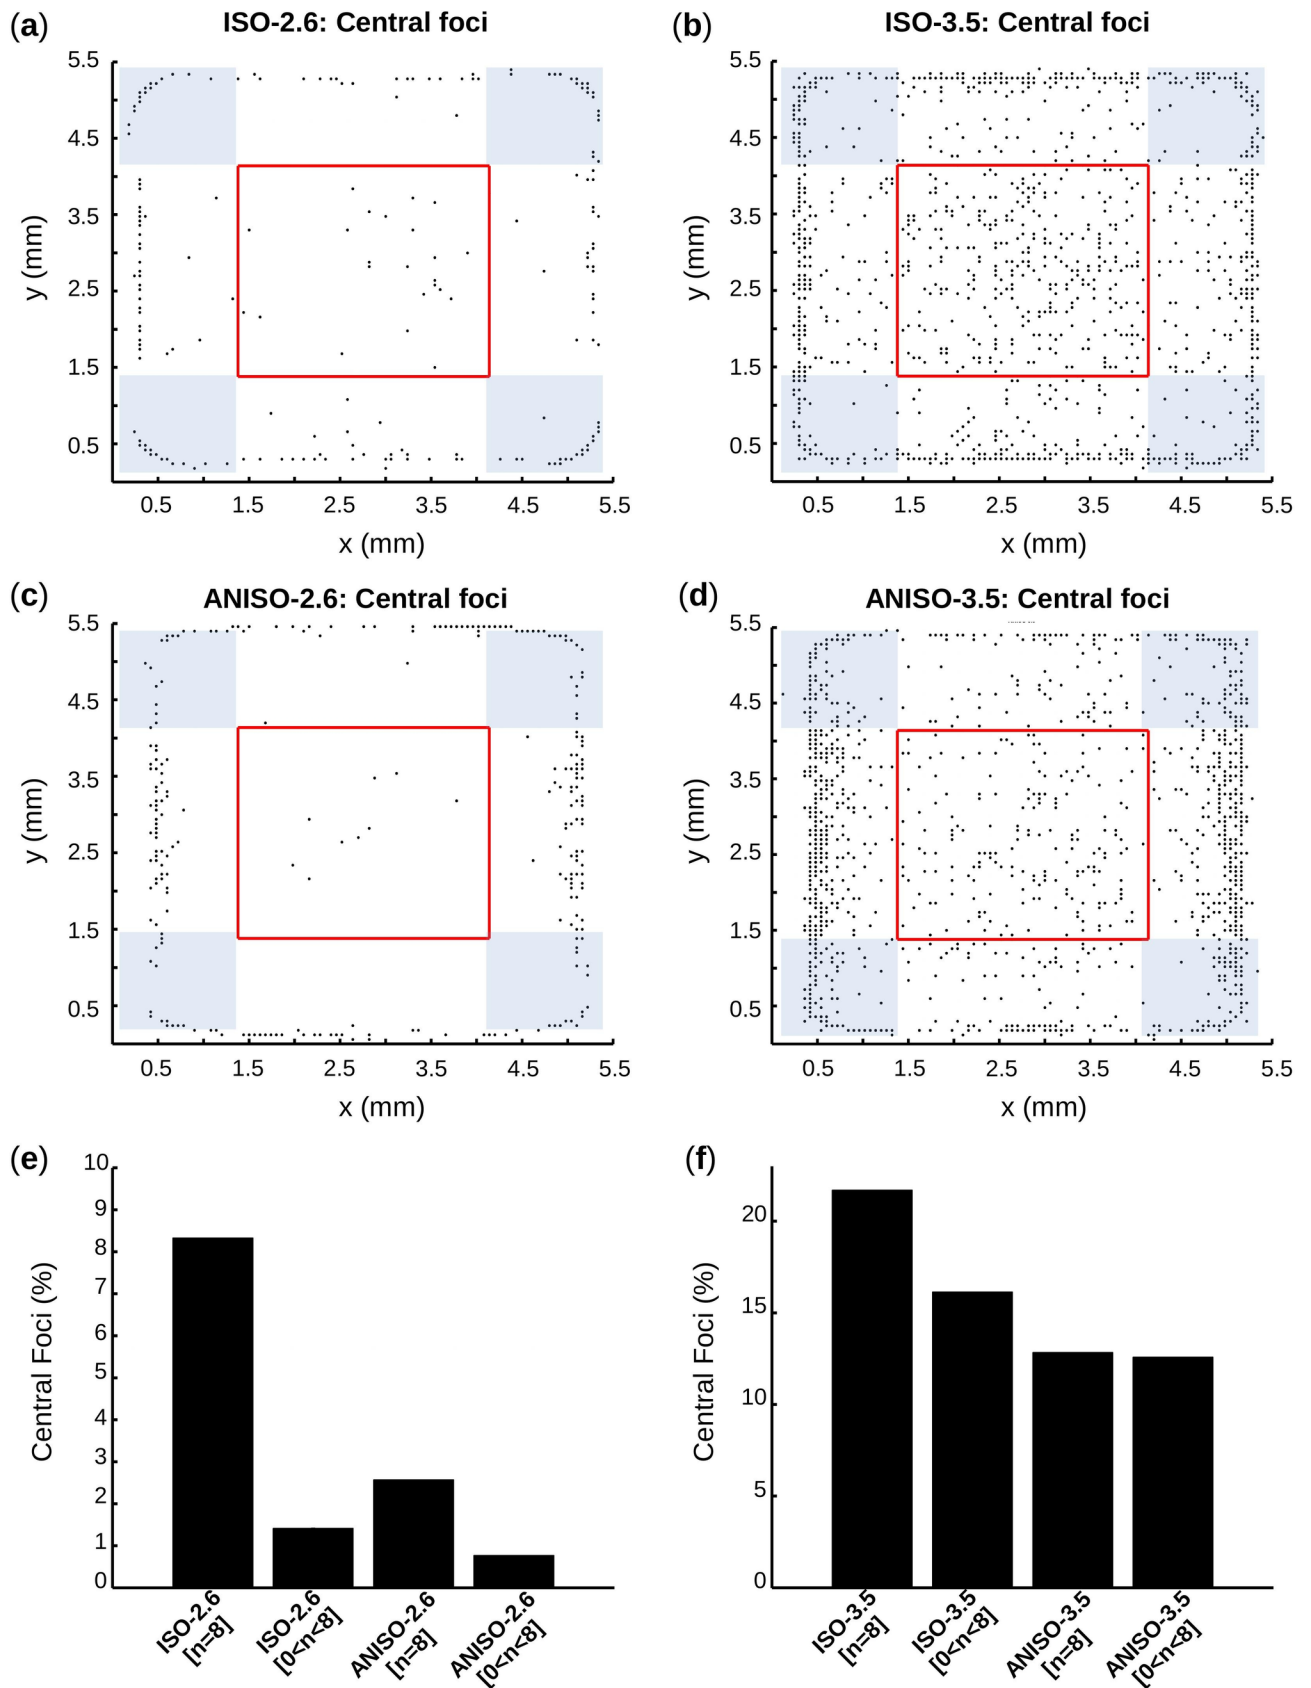 (a) ISO-2.6: Central foci
5.5
4.5
3.5
2.5
1.5
0.5
y (mm)
0.5 1.5 2.5 3.5 4.5 5.5
x (mm)
(b) ISO-3.5: Central foci
5.5
4.5
3.5
2.5
1.5
0.5
y (mm)
0.5 1.5 2.5 3.5 4.5 5.5
x (mm)
(c) ANISO-2.6: Central foci
5.5
4.5
3.5
2.5
1.5
0.5
y (mm)
0.5 1.5 2.5 3.5 4.5 5.5
x (mm)
(d) ANISO-3.5: Central foci
5.5
4.5
3.5
2.5
1.5
0.5
y (mm)
0.5 1.5 2.5 3.5 4.5 5.5
x (mm)
(e)
10
9
8
7
6
5
4
3
2
1
0
Central Foci (%)
ISO-2.6
[n=8]
ISO-2.6
[0<n<8]
ANISO-2.6
[n=8]
ANISO-2.6
[0<n<8]
(f)
20
15
10
5
0
Central Foci (%)
ISO-3.5
[n=8]
ISO-3.5
[0<n<8]
ANISO-3.5
[n=8]
ANISO-3.5
[0<n<8]